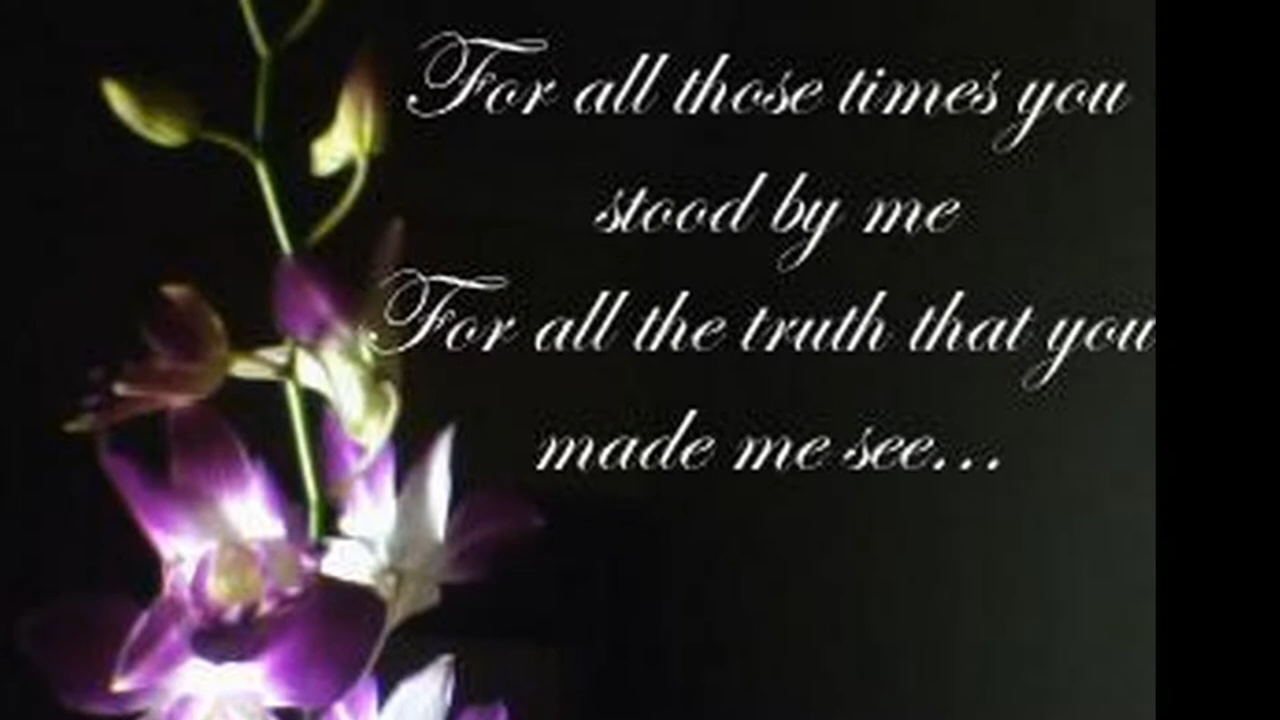 For all those times you
stood by me
For all the truth that you
made me see...